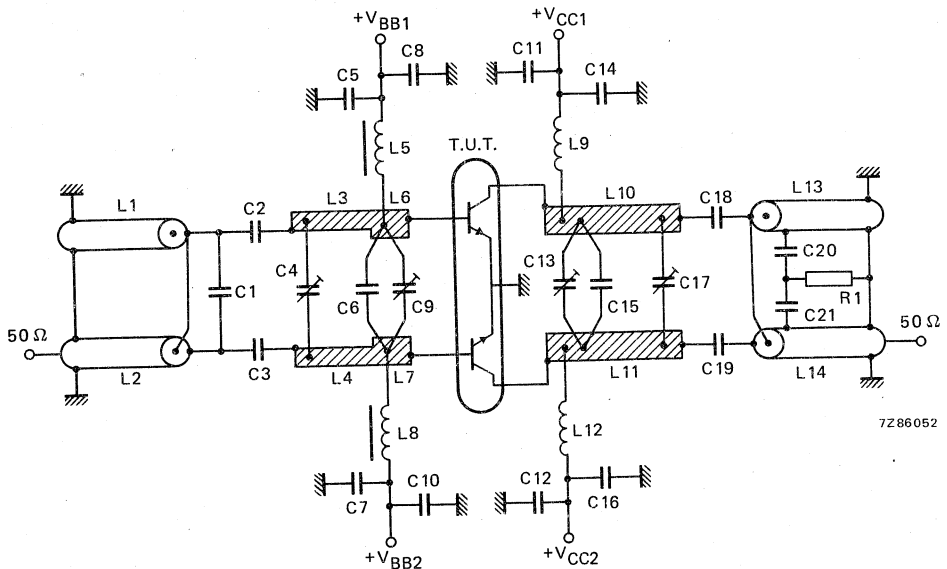 +VBB1
+VCC1
C8
C11
C5
C14
L5
T.U.T.
L9
L1
C2
L3
L6
L10
C18
L13
C4
C1
C6
C9
C13
C15
C17
C20
R1
C21
50 Ω
50 Ω
L2
C3
L4
L7
L11
C19
L14
7Z86052
L8
L12
C7
C10
C12
C16
+VBB2
+VCC2